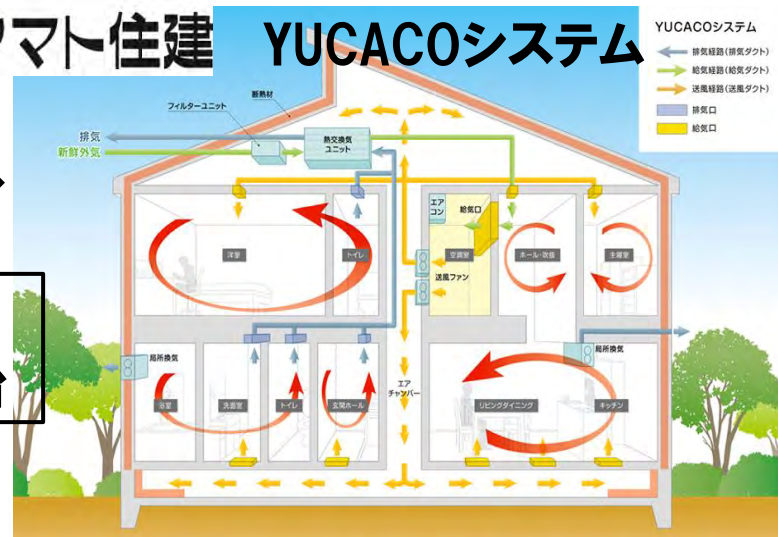 マト住建
YUCACOシステム
YUCACOシステム
排気経路(排気ダクト)
給気経路(給気ダクト)
送風経路(送風ダクト)
排気口
給気口
断熱材
フィルターユニット
排気
新鮮外気
熱交換気
ユニット
エア
コン
給気口
洋室
トイレ
空調室
ホール・吹抜
主寝室
送風ファン
局所換気
局所換気
エア
チャンバー
浴室
洗面室
トイレ
玄関ホール
リビングダイニング
キッチン